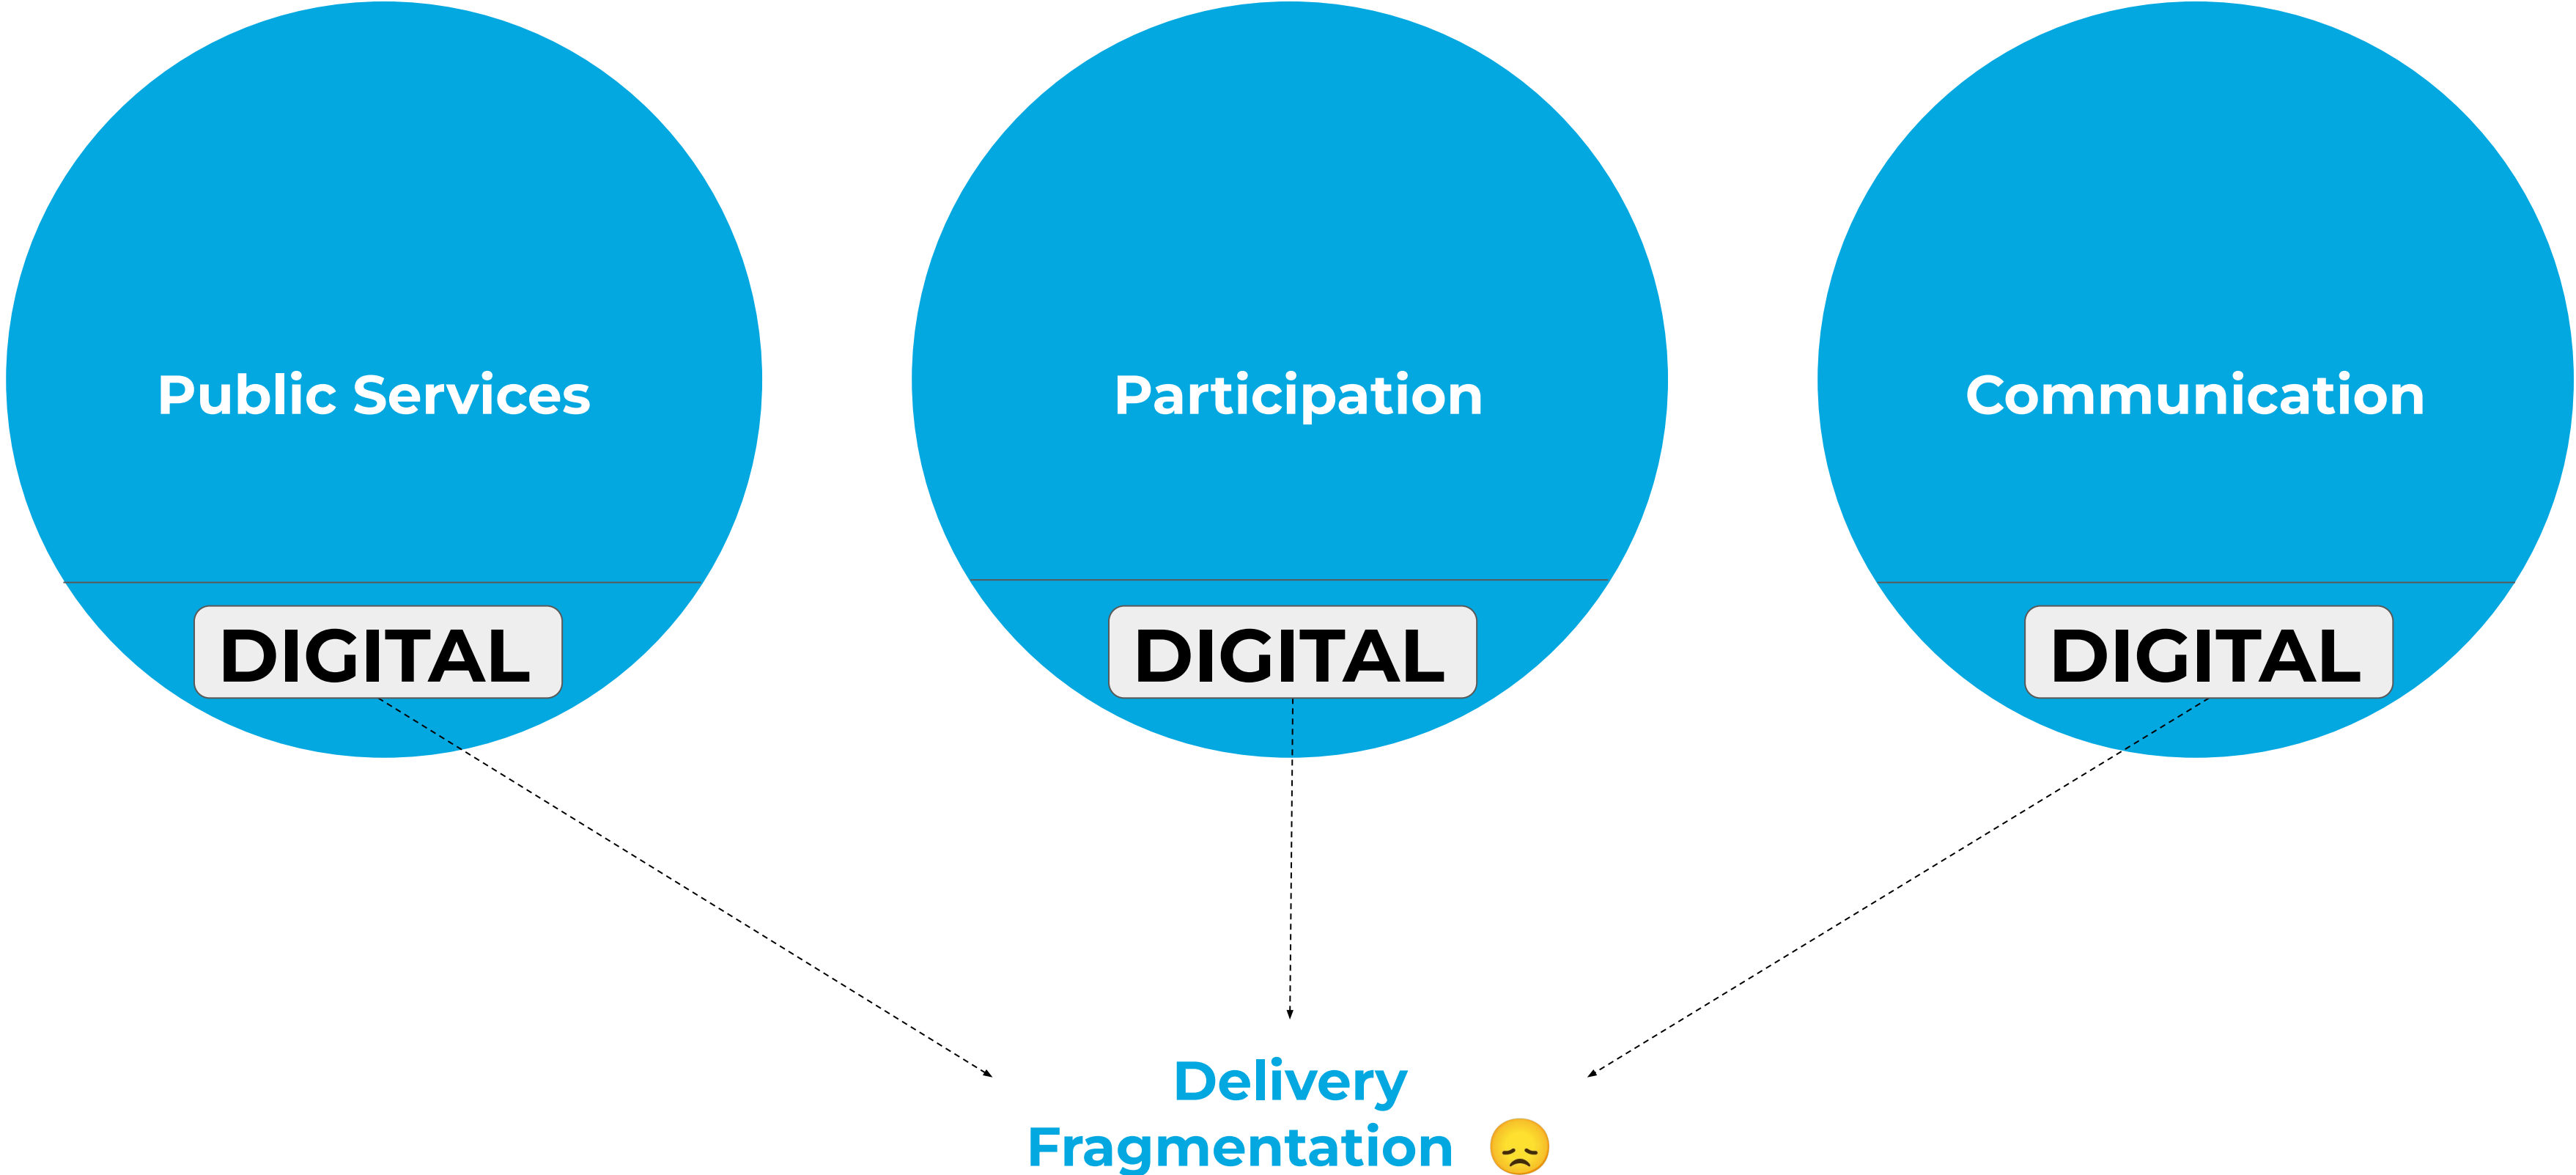 Public Services
Participation
Communication
DIGITAL
DIGITAL
DIGITAL
Delivery
Fragmentation 😞